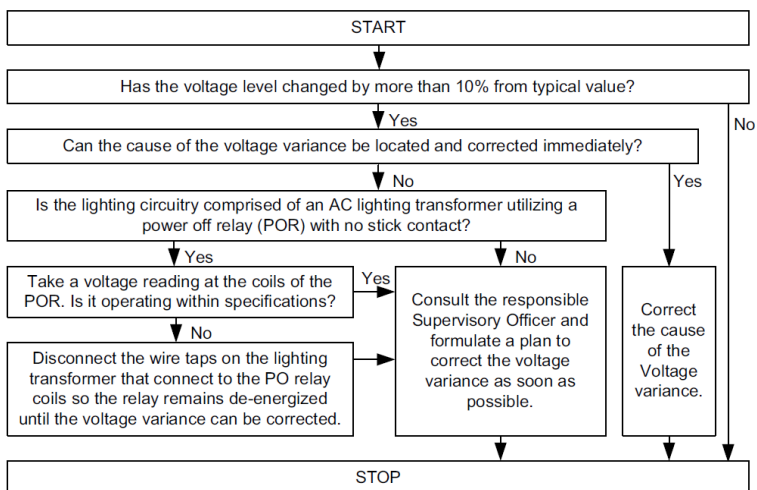 START
Has the voltage level changed by more than 10% from typical value?
Yes
No
Can the cause of the voltage variance be located and corrected immediately?
No
Yes
Is the lighting circuitry comprised of an AC lighting transformer utilizing a
power off relay (POR) with no stick contact?
Yes
No
Take a voltage reading at the coils of the
POR. Is it operating within specifications?
Yes
No
Disconnect the wire taps on the lighting
transformer that connect to the PO relay
coils so the relay remains de-energized
until the voltage variance can be corrected.
Consult the responsible
Supervisory Officer and
formulate a plan to
correct the voltage
variance as soon as
possible.
Correct
the cause
of the
Voltage
variance.
STOP